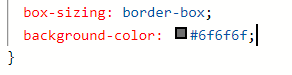 box-sizing: border-box;
background-color: #6f6f6f;
}